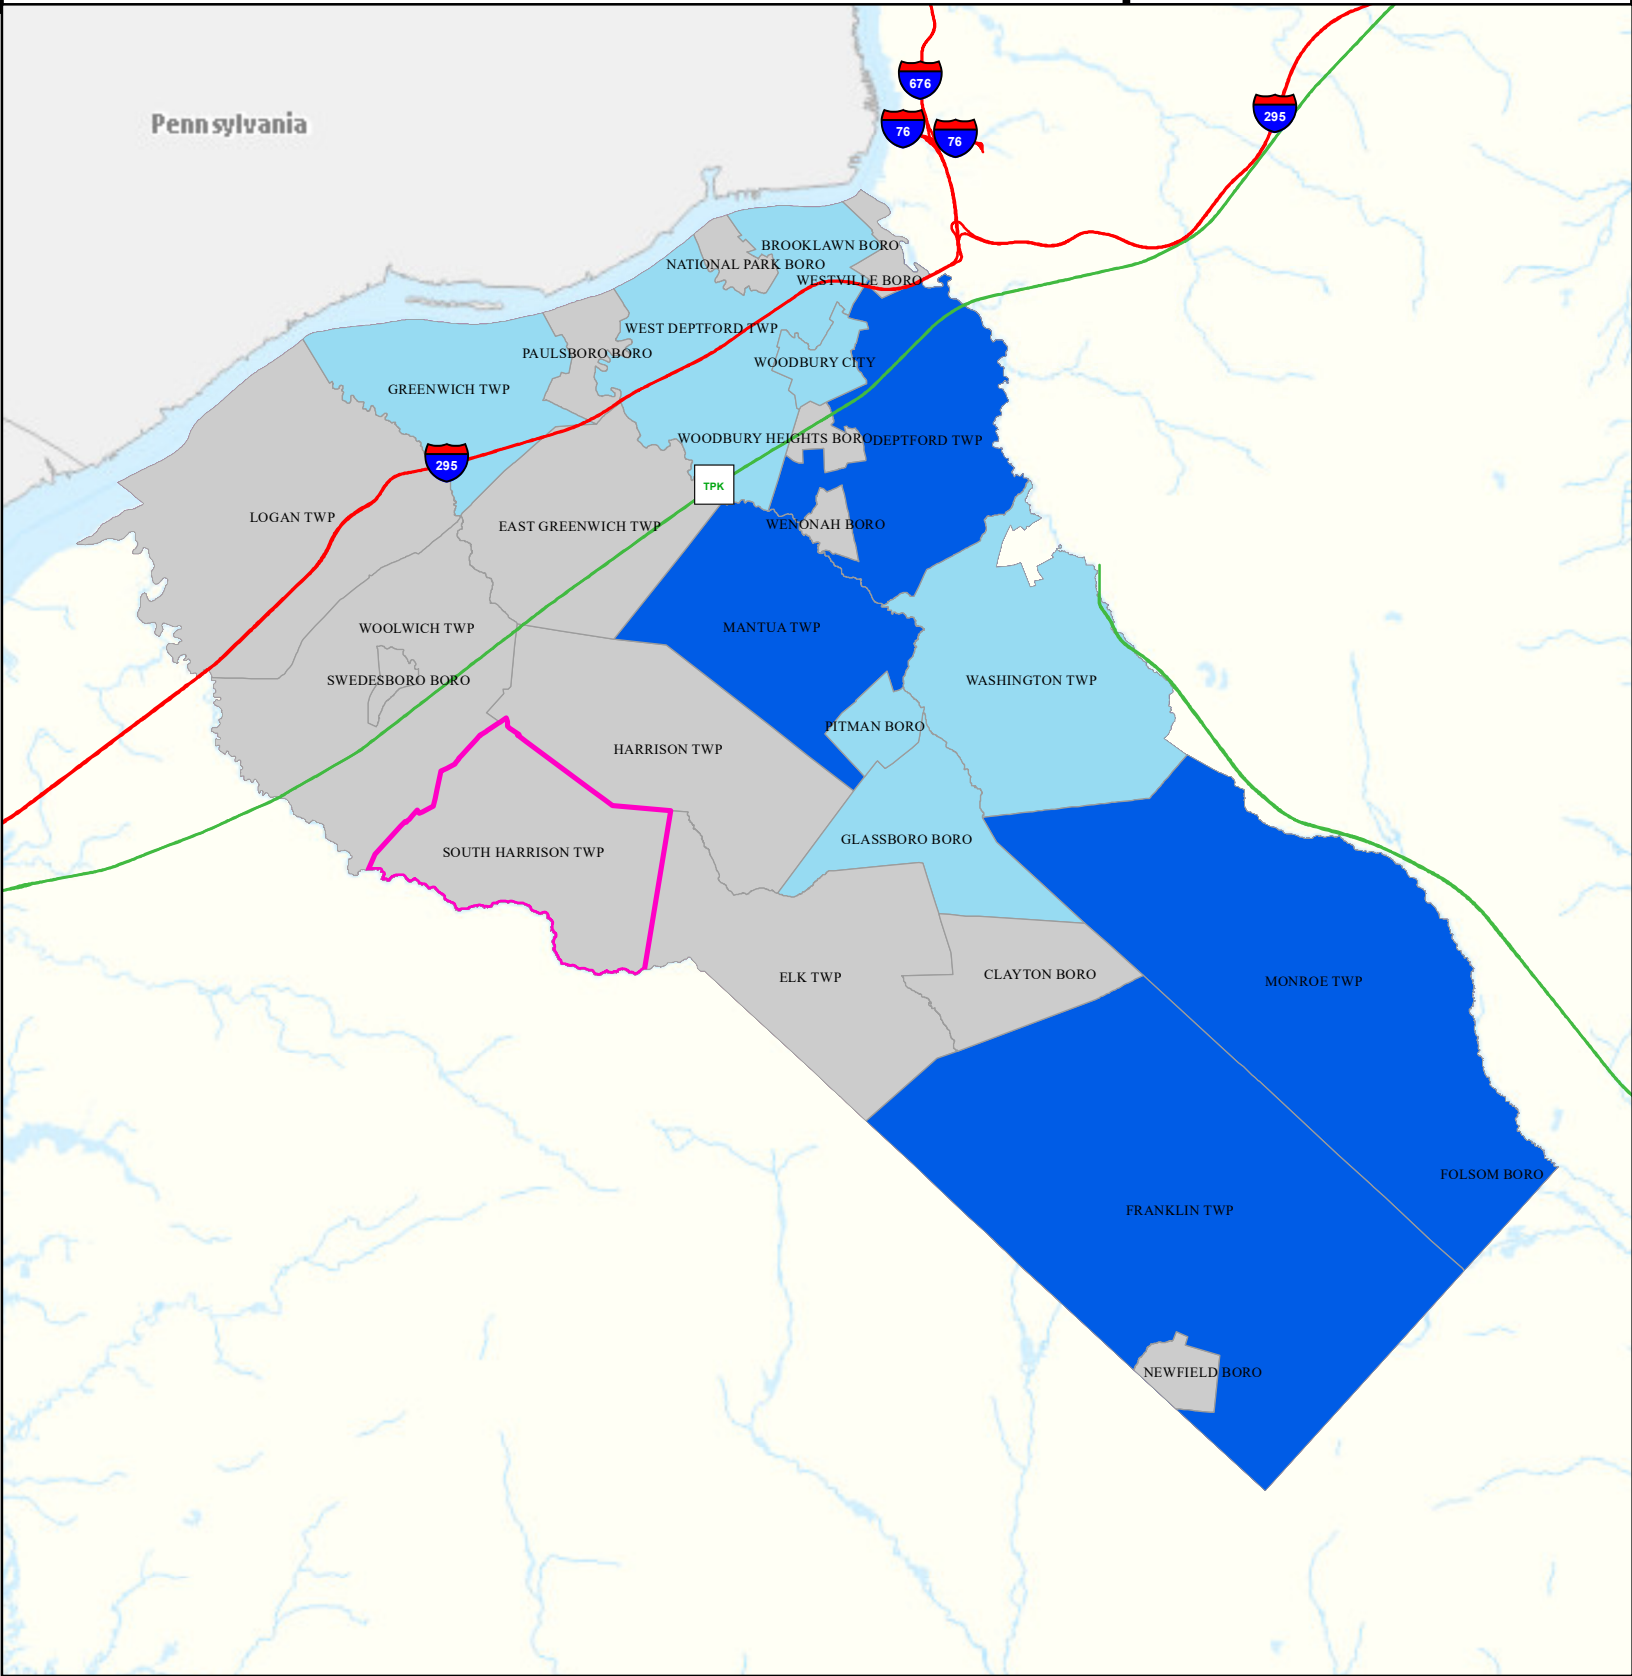 676
76
76
295
Pennsylvania
BROOKLAWN BORO
NATIONAL PARK BORO
WESTVILLE BORO
WEST DEPTFORD TWP
PAULSBORO BORO
WOODBURY CITY
GREENWICH TWP
WOODBURY HEIGHTS BORO
DEPTFORD TWP
295
TPK
LOGAN TWP
EAST GREENWICH TWP
WENONAH BORO
WOOLWICH TWP
MANTUA TWP
SWEDESBORO BORO
WASHINGTON TWP
PITMAN BORO
HARRISON TWP
GLASSBORO BORO
SOUTH HARRISON TWP
ELK TWP
CLAYTON BORO
MONROE TWP
FOLSOM BORO
FRANKLIN TWP
NEWFIELD BORO